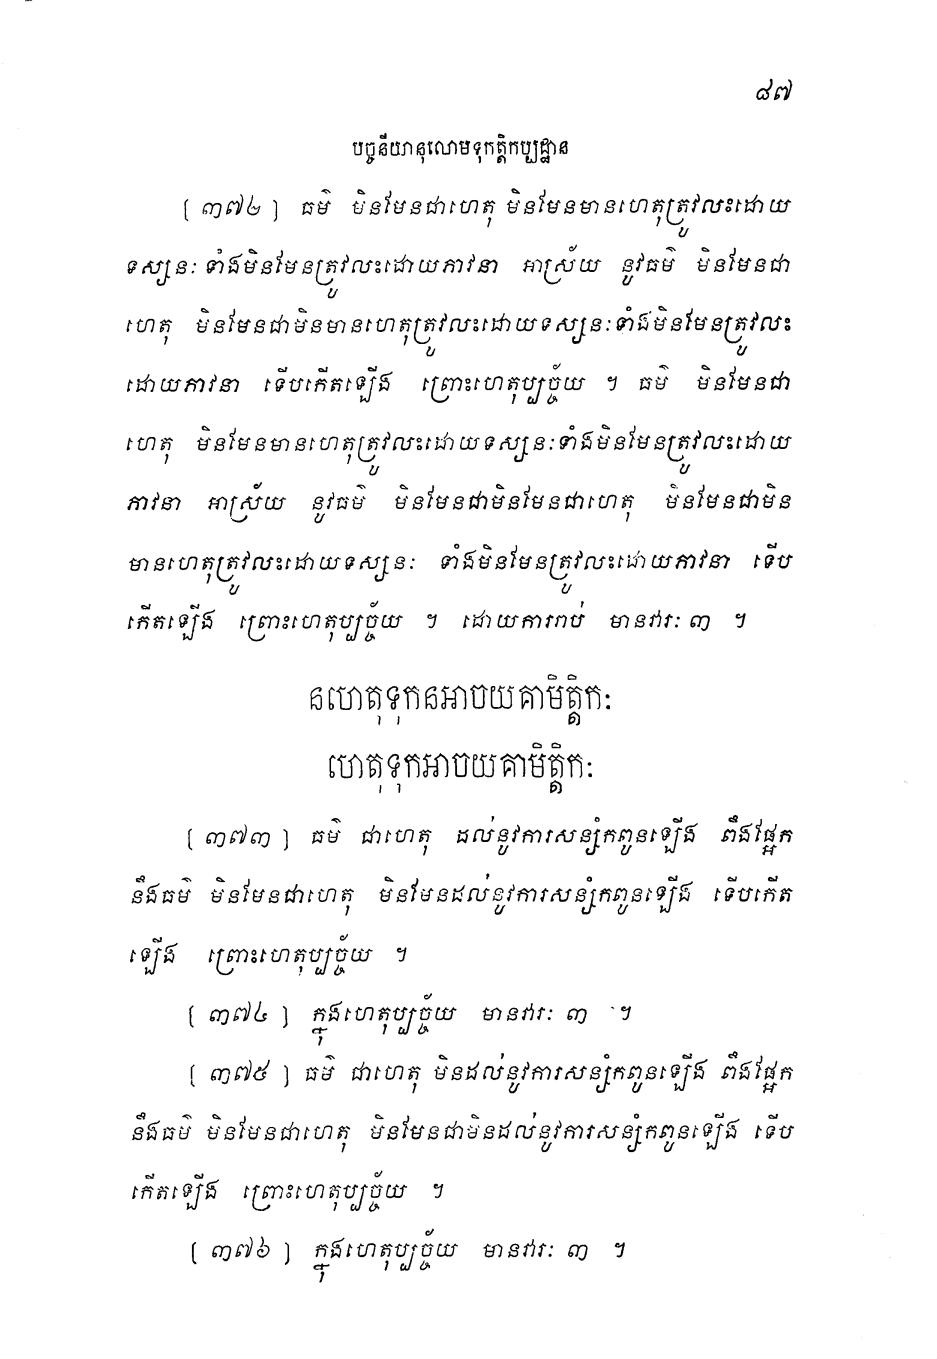 ៨៧
បច្ចនីយានុលោមទុកត្តិកប្បដ្ឋាន
[ ៣៧២ ] ធម៌ មិនមែនជាហេតុ មិនមែនមានហេតុត្រូវលះដោយ
ទស្សនៈ ទាំងមិនមែនត្រូវលះដោយភាវនា អាស្រ័យ នូវធម៌ មិនមែនជា
ហេតុ មិនមែនជាមិនមានហេតុត្រូវលះដោយទស្សនៈទាំងមិនមែនត្រូវលះ
ដោយភាវនា ទើបកើតឡើង ព្រោះហេតុប្បច្ច័យ ។ ធម៌ មិនមែនជា
ហេតុ មិនមែនមានហេតុត្រូវលះដោយទស្សនៈទាំងមិនមែនត្រូវលះដោយ
ភាវនា អាស្រ័យ នូវធម៌ មិនមែនជាមិនមែនជាហេតុ មិនមែនជាមិន
មានហេតុត្រូវលះដោយទស្សនៈ ទាំងមិនមែនត្រូវលះដោយភាវនា ទើប
កើតឡើង ព្រោះហេតុប្បច្ច័យ ។ ដោយការរាប់ មានវារៈ ៣ ។
នហេតុទុកនអាចយគាមិត្តិកៈ
ហេតុទុកអាចយគាមិត្តិកៈ
[ ៣៧៣ ] ធម៌ ជាហេតុ ដល់នូវការសន្សំកពូនឡើង ពឹងផ្អែក
នឹងធម៌ មិនមែនជាហេតុ មិនមែនដល់នូវការសន្សំកពូនឡើង ទើបកើត
ឡើង ព្រោះហេតុប្បច្ច័យ ។
[ ៣៧៤ ] ក្នុងហេតុប្បច្ច័យ មានវារៈ ៣ ។
[ ៣៧៥ ] ធម៌ ជាហេតុ មិនដល់នូវការសន្សំកពូនឡើង ពឹងផ្អែក
នឹងធម៌ មិនមែនជាហេតុ មិនមែនជាមិនដល់នូវការសន្សំកពូនឡើង ទើប
កើតឡើង ព្រោះហេតុប្បច្ច័យ ។
[ ៣៧៦ ] ក្នុងហេតុប្បច្ច័យ មានវារៈ ៣ ។